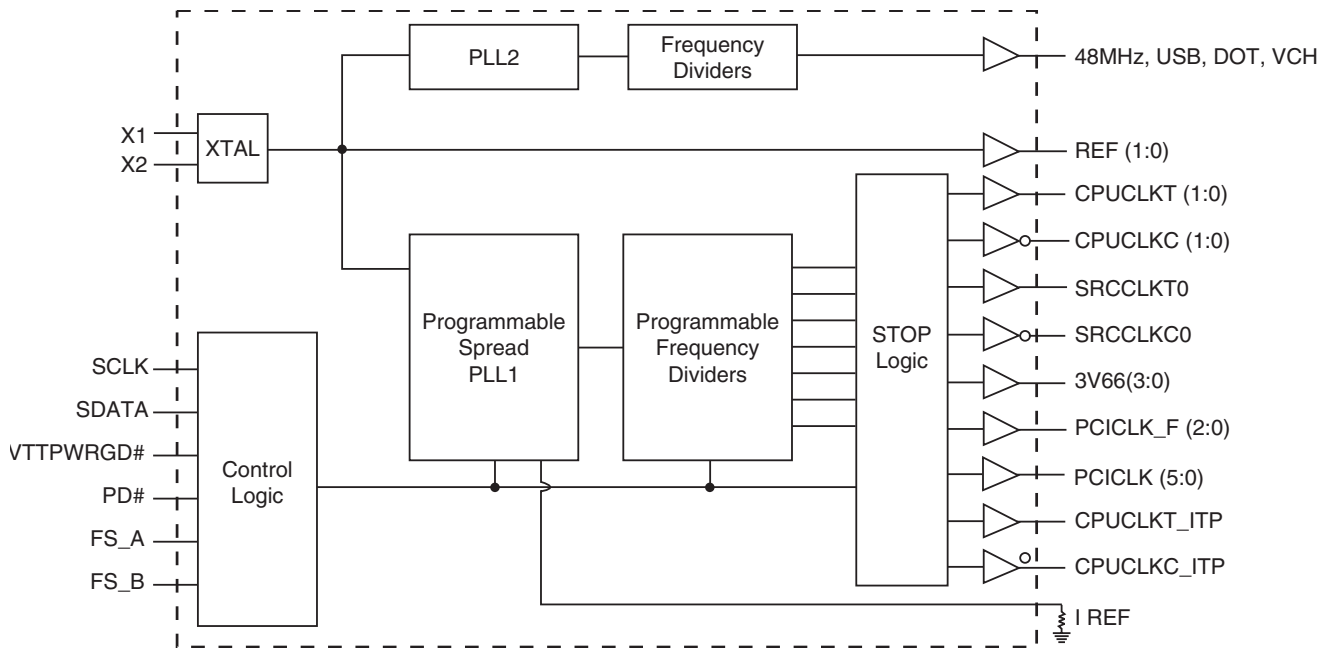 PLL2
Frequency
Dividers
48MHz, USB, DOT, VCH
X1
X2
XTAL
REF (1:0)
CPUCLKT (1:0)
CPUCLKC (1:0)
SRCCLKT0
SRCCLKC0
3V66(3:0)
PCICLK_F (2:0)
PCICLK (5:0)
CPUCLKT_ITP
CPUCLKC_ITP
I REF
Programmable
Spread
PLL1
Programmable
Frequency
Dividers
STOP
Logic
SCLK
SDATA
VTTPWRGD#
PD#
FS_A
FS_B
Control
Logic